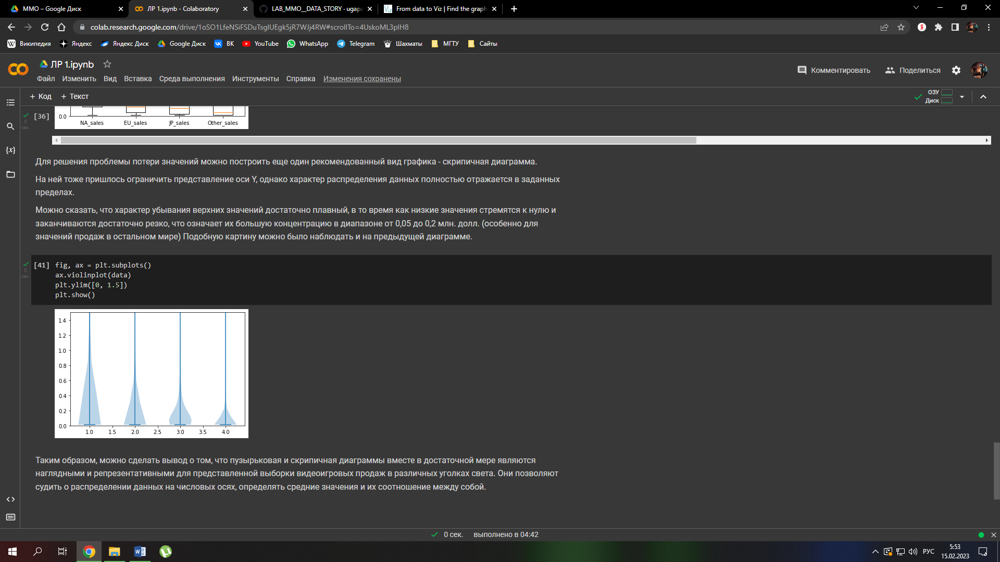 ММО – Google Диск
ЛР 1.ipynb - Colaboratory
LAB_MMO__DATA_STORY · ugapa
From data to Viz | Find the graph
colab.research.google.com/drive/1oSO1LfeNSiFSDuTsglUEgk5jR7WJj4RW#scrollTo=4UskoML3plH8
Википедия
Яндекс
Яндекс Диск
Google Диск
ВК
YouTube
WhatsApp
Telegram
Шахматы
МГТУ
Сайты
ЛР 1.ipynb
Комментировать
Поделиться
Файл Изменить Вид Вставка Среда выполнения Инструменты Справка Изменения сохранены
+ Код + Текст
ОЗУ
Диск
[36]
0
сек.
0.0
NA_sales EU_sales JP_sales Other_sales
{x}
Для решения проблемы потери значений можно построить еще один рекомендованный вид графика - скрипичная диаграмма.
На ней тоже пришлось ограничить представление оси Y, однако характер распределения данных полностью отражается в заданных
пределах.
Можно сказать, что характер убывания верхних значений достаточно плавный, в то время как низкие значения стремятся к нулю и
заканчиваются достаточно резко, что означает их большую концентрацию в диапазоне от 0,05 до 0,2 млн. долл. (особенно для
значений продаж в остальном мире) Подобную картину можно было наблюдать и на предыдущей диаграмме.
[41] fig, ax = plt.subplots()
0
сек.
ax.violinplot(data)
plt.ylim([0, 1.5])
plt.show()
1.4
1.2
1.0
0.8
0.6
0.4
0.2
0.0
1.0 1.5 2.0 2.5 3.0 3.5 4.0
Таким образом, можно сделать вывод о том, что пузырьковая и скрипичная диаграммы вместе в достаточной мере являются
наглядными и репрезентативными для представленной выборки видеоигровых продаж в различных уголках света. Они позволяют
судить о распределении данных на числовых осях, определять средние значения и их соотношение между собой.
0 сек. выполнено в 04:42
РУС
5:53
15.02.2023